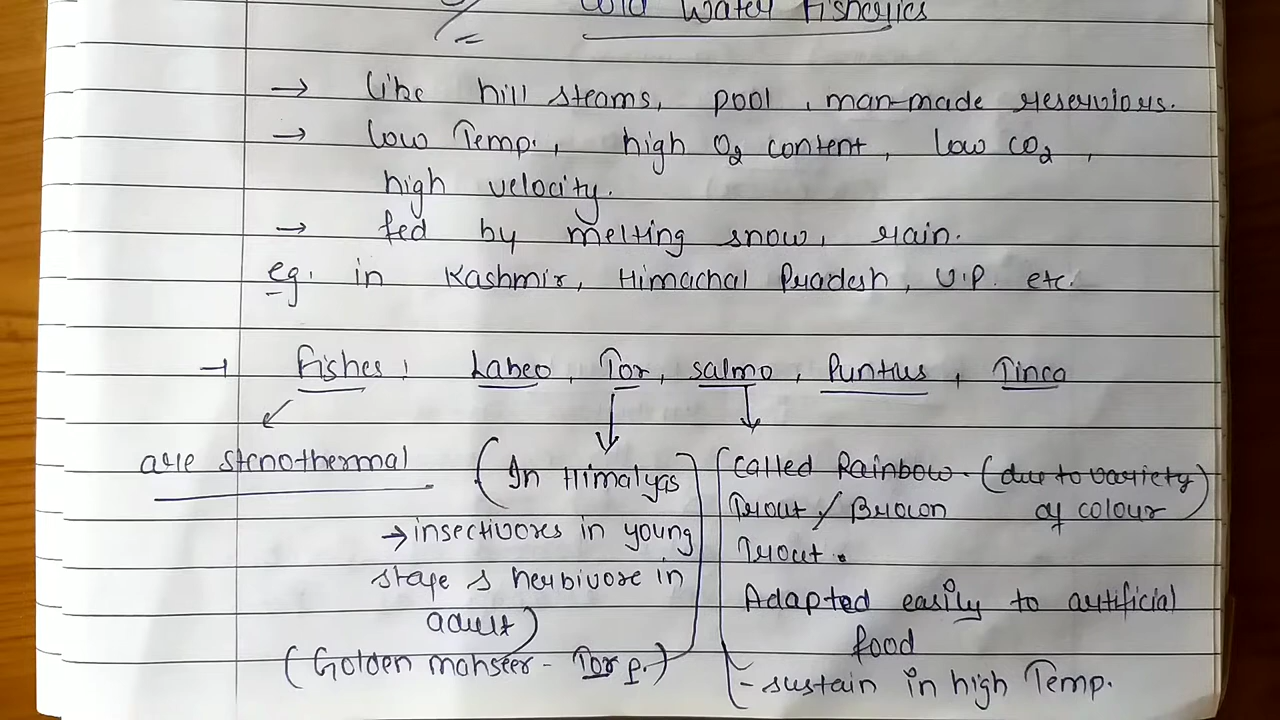 Cold Water Fisheries
→ like hill steams, pool, man-made reservious.
→ low Temp., high O₂ content, low CO₂,
high velocity.
→ fed by melting snow, rain.
eg. in Kashmir, Himachal Pradesh, U.P. etc.
→ Fishes: Labeo, Tor, salmo, Puntius, Tinca
are stenothermal
(In Himalyas
→ insectivores in young
stage & herbivore in
adult)
(Golden mahseer - Tor p.)
called Rainbow (due to variety
Trout / Brown of colour)
Trout.
Adapted easily to artificial
food
- sustain in high Temp.